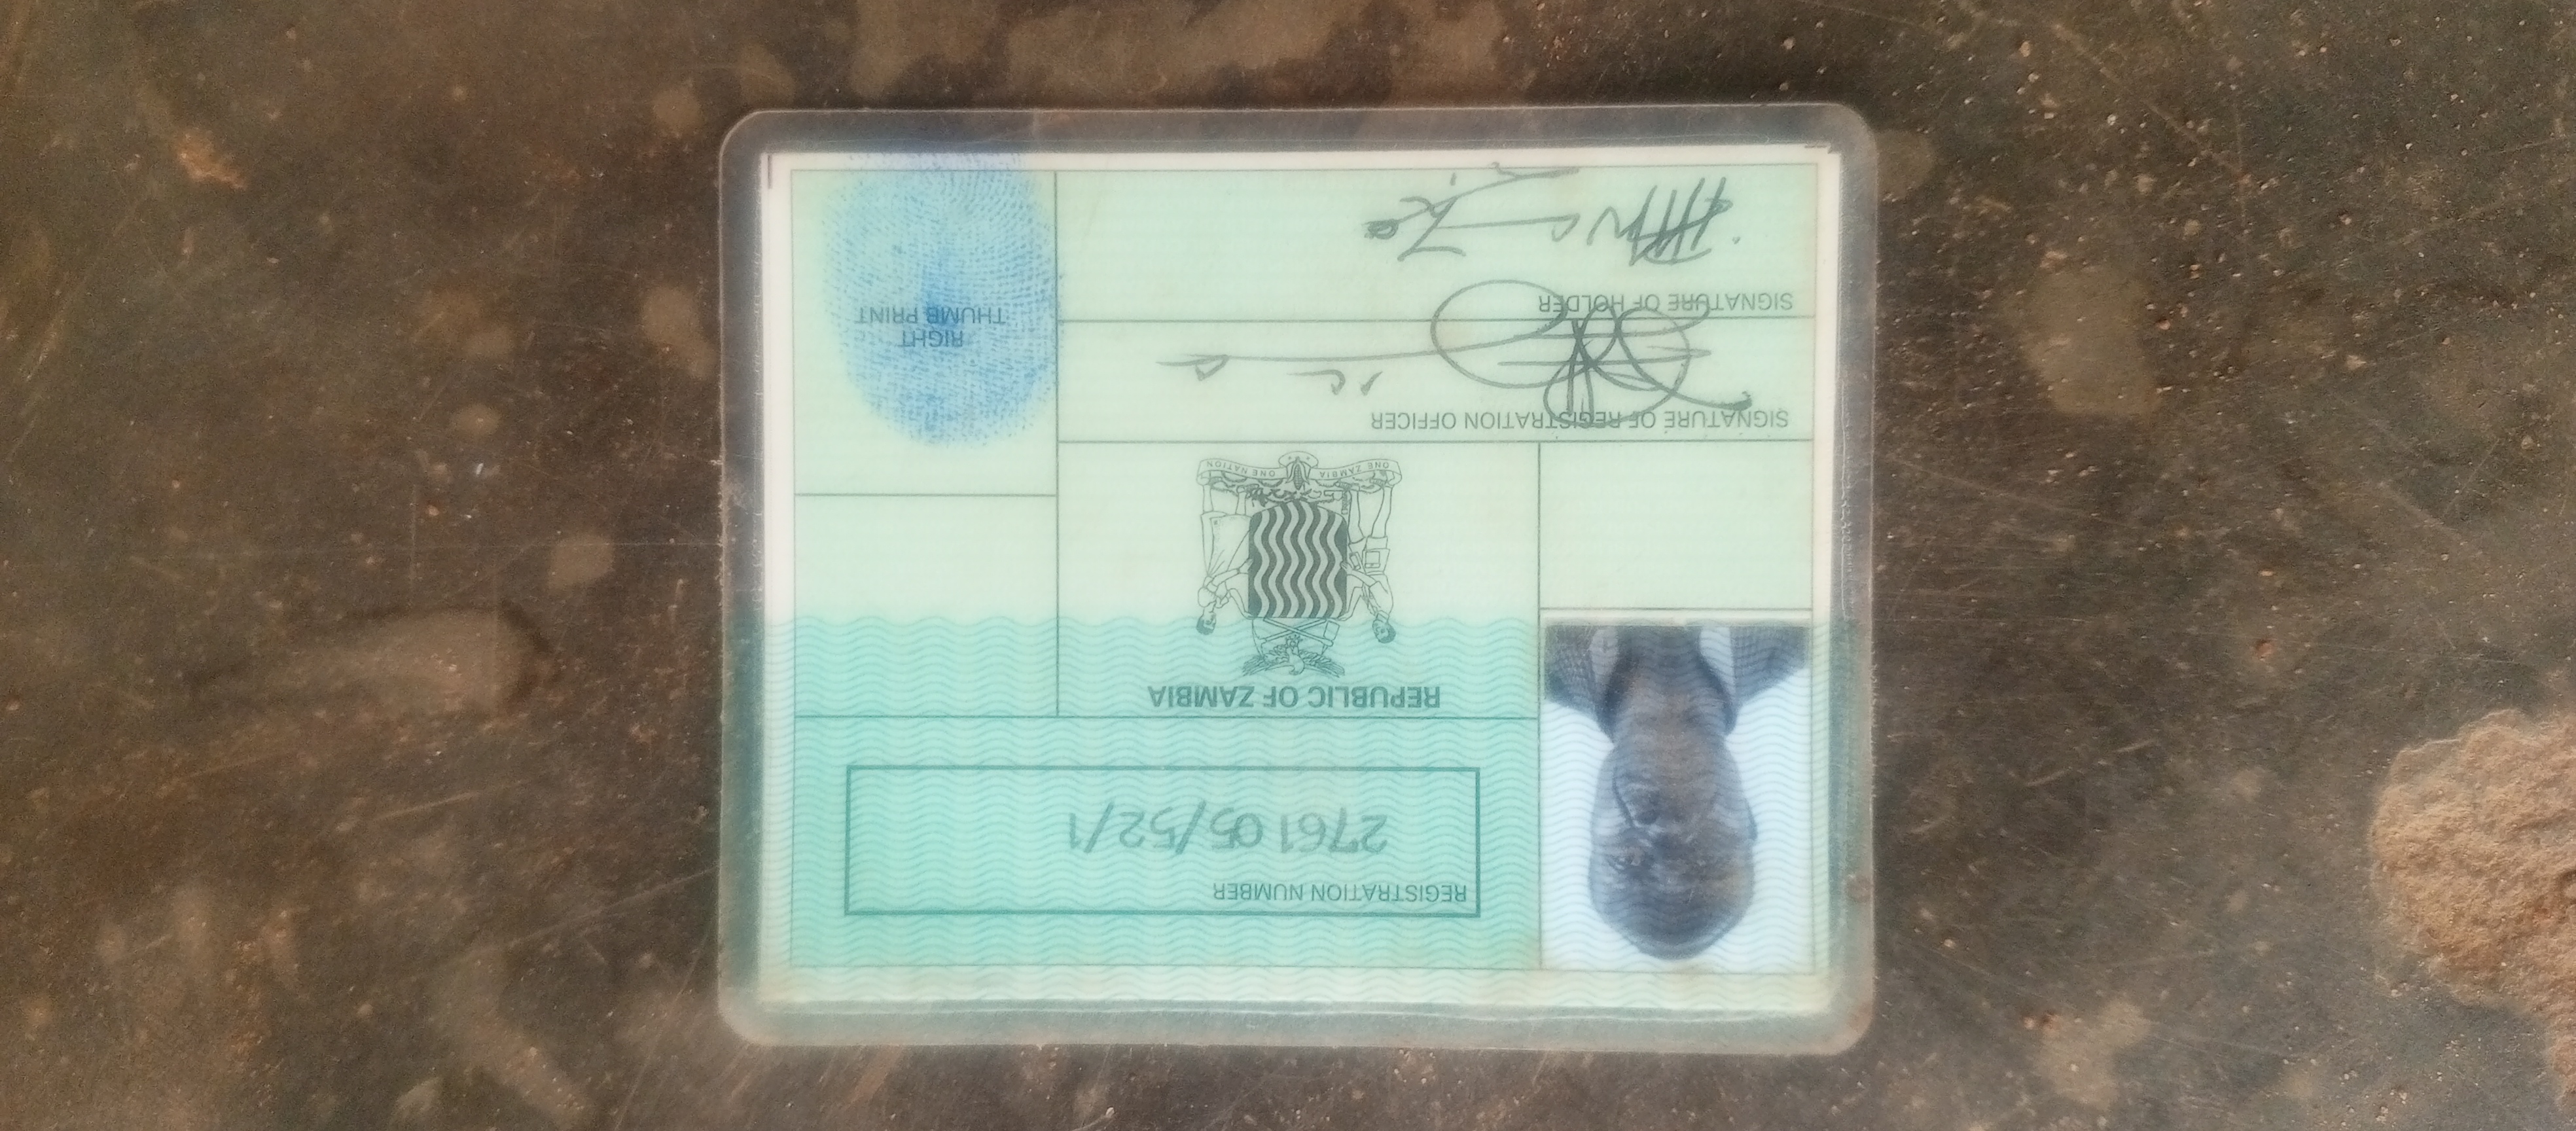 REGISTRATION NUMBER
276105/52/1
REPUBLIC OF ZAMBIA
ONE ZAMBIA ONE NATION
SIGNATURE OF REGISTRATION OFFICER
SIGNATURE OF HOLDER
RIGHT
THUMB PRINT